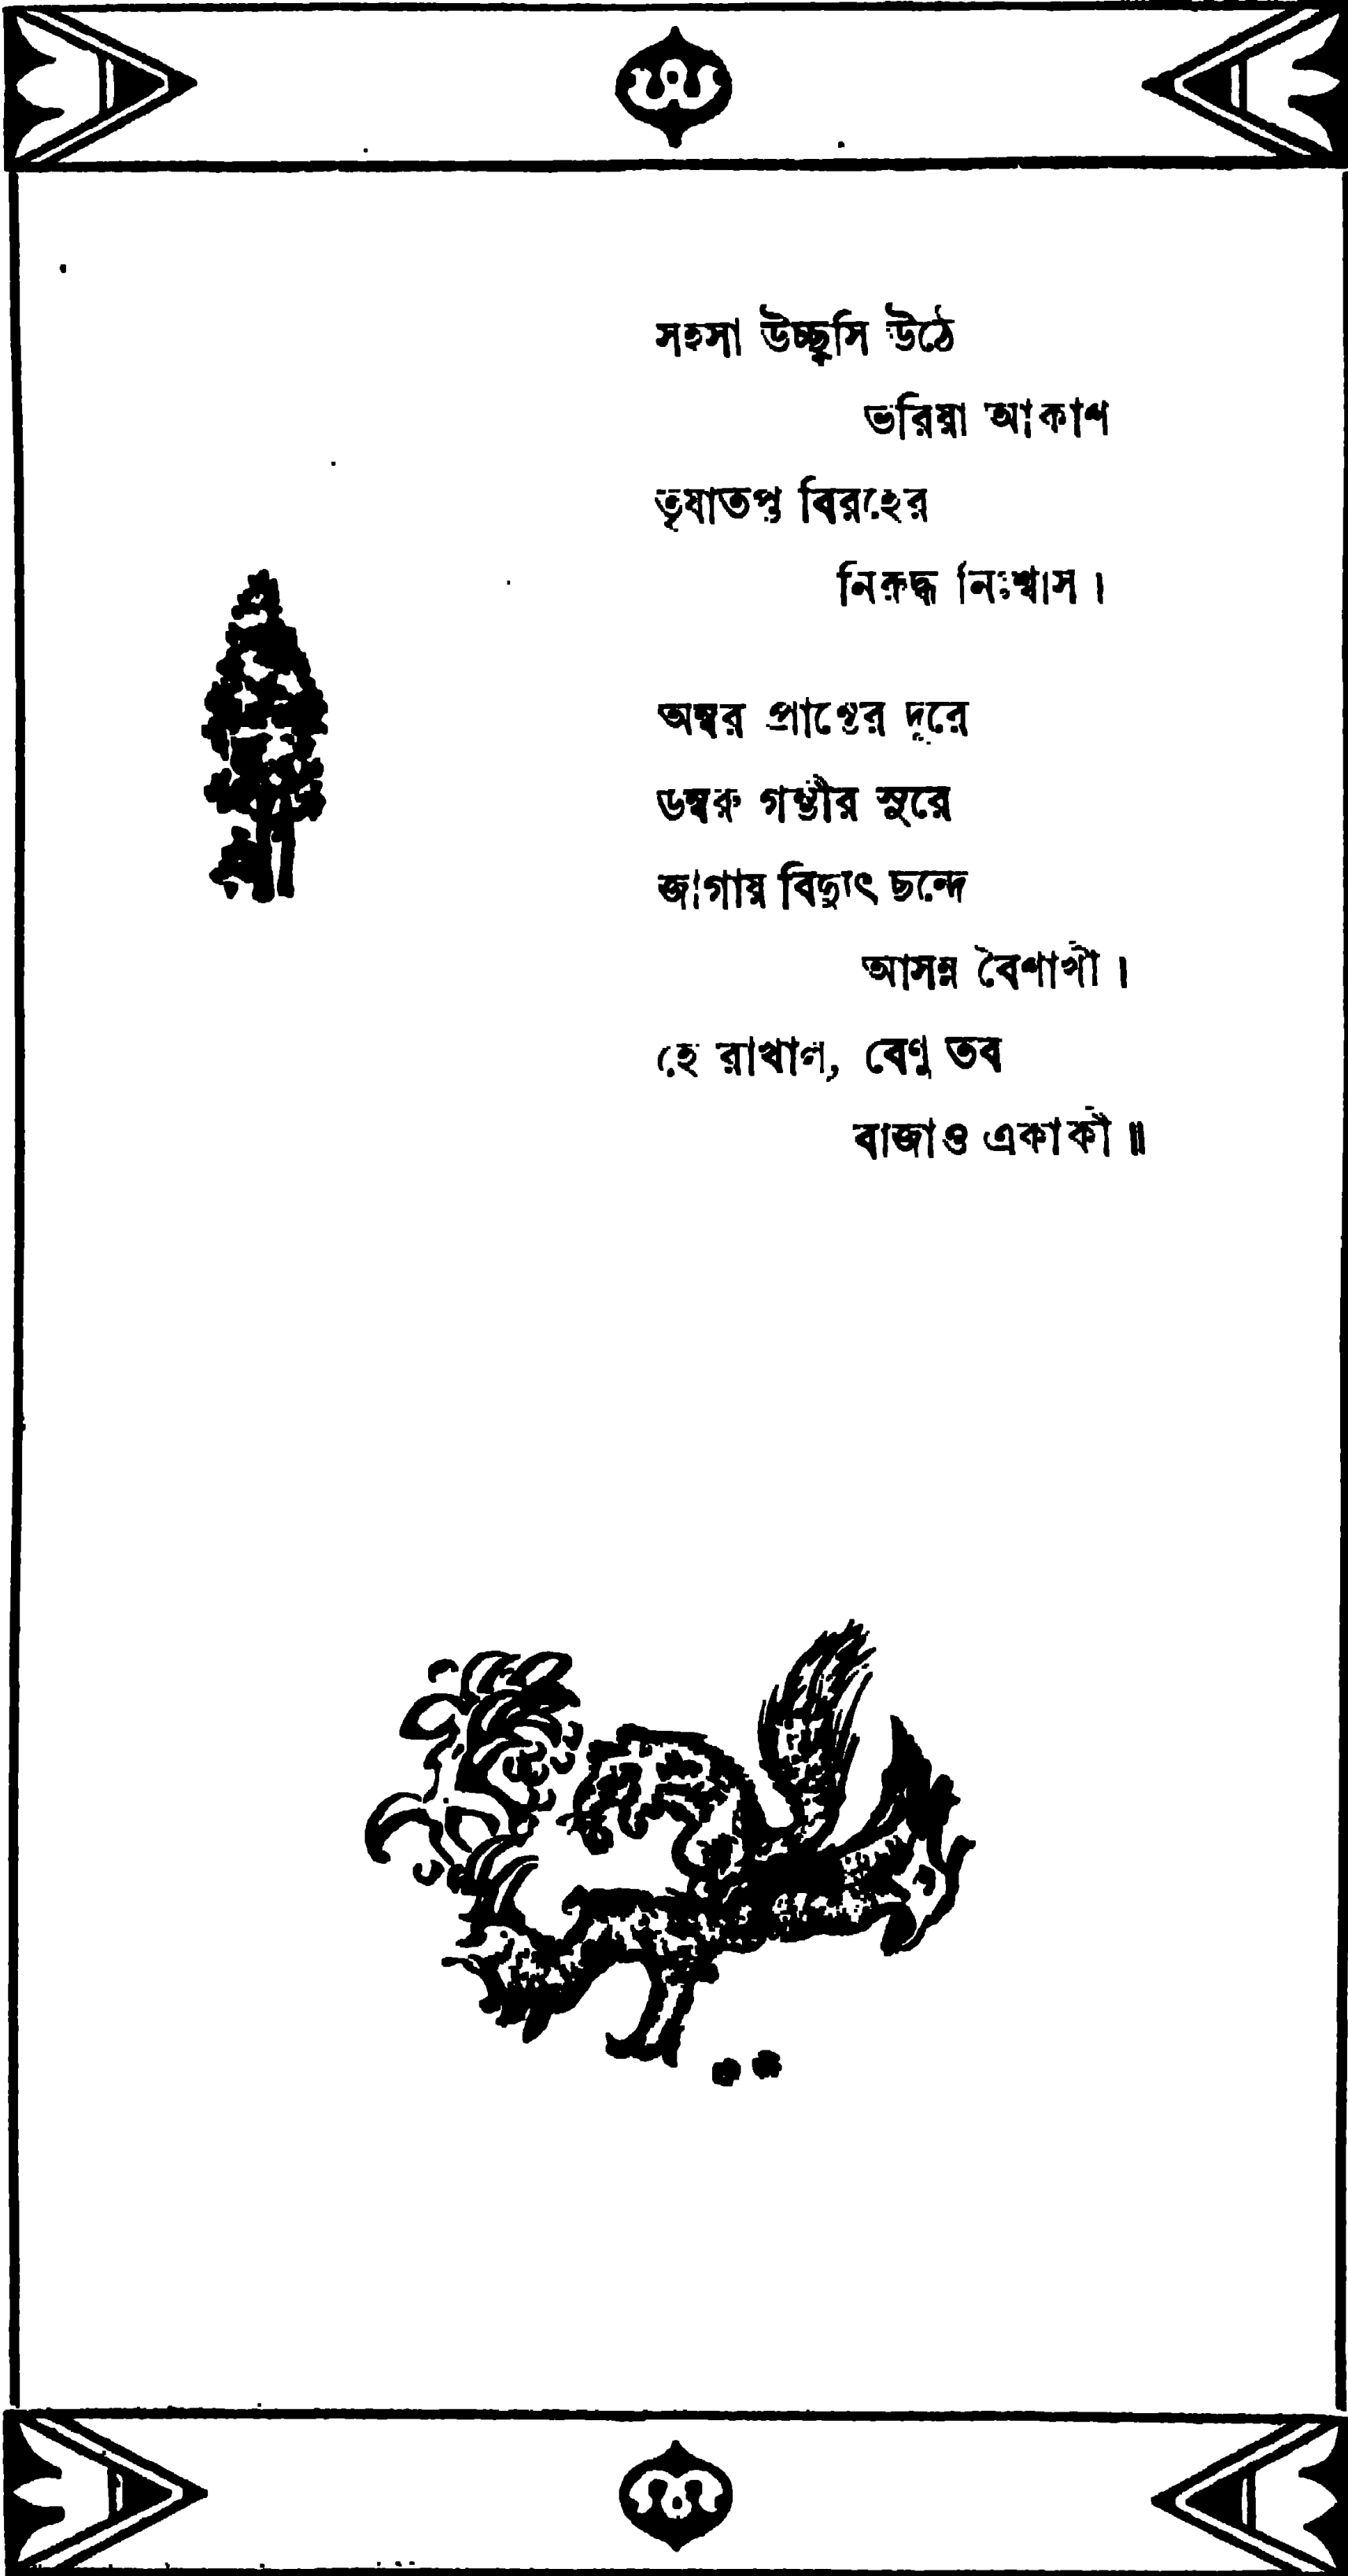 সহসা উচ্ছ্বসি উঠে
ভরিয়া আকাশ
তৃষাতপ্ত বিরহের
নিরুদ্ধ নিঃশ্বাস ।
অম্বর প্রান্তের দূরে
ডম্বরু গম্ভীর সুরে
জাগায় বিদ্যুৎ ছন্দে
আসন্ন বৈশাখী ।
হে রাখাল, বেণু তব
বাজাও একাকী ॥